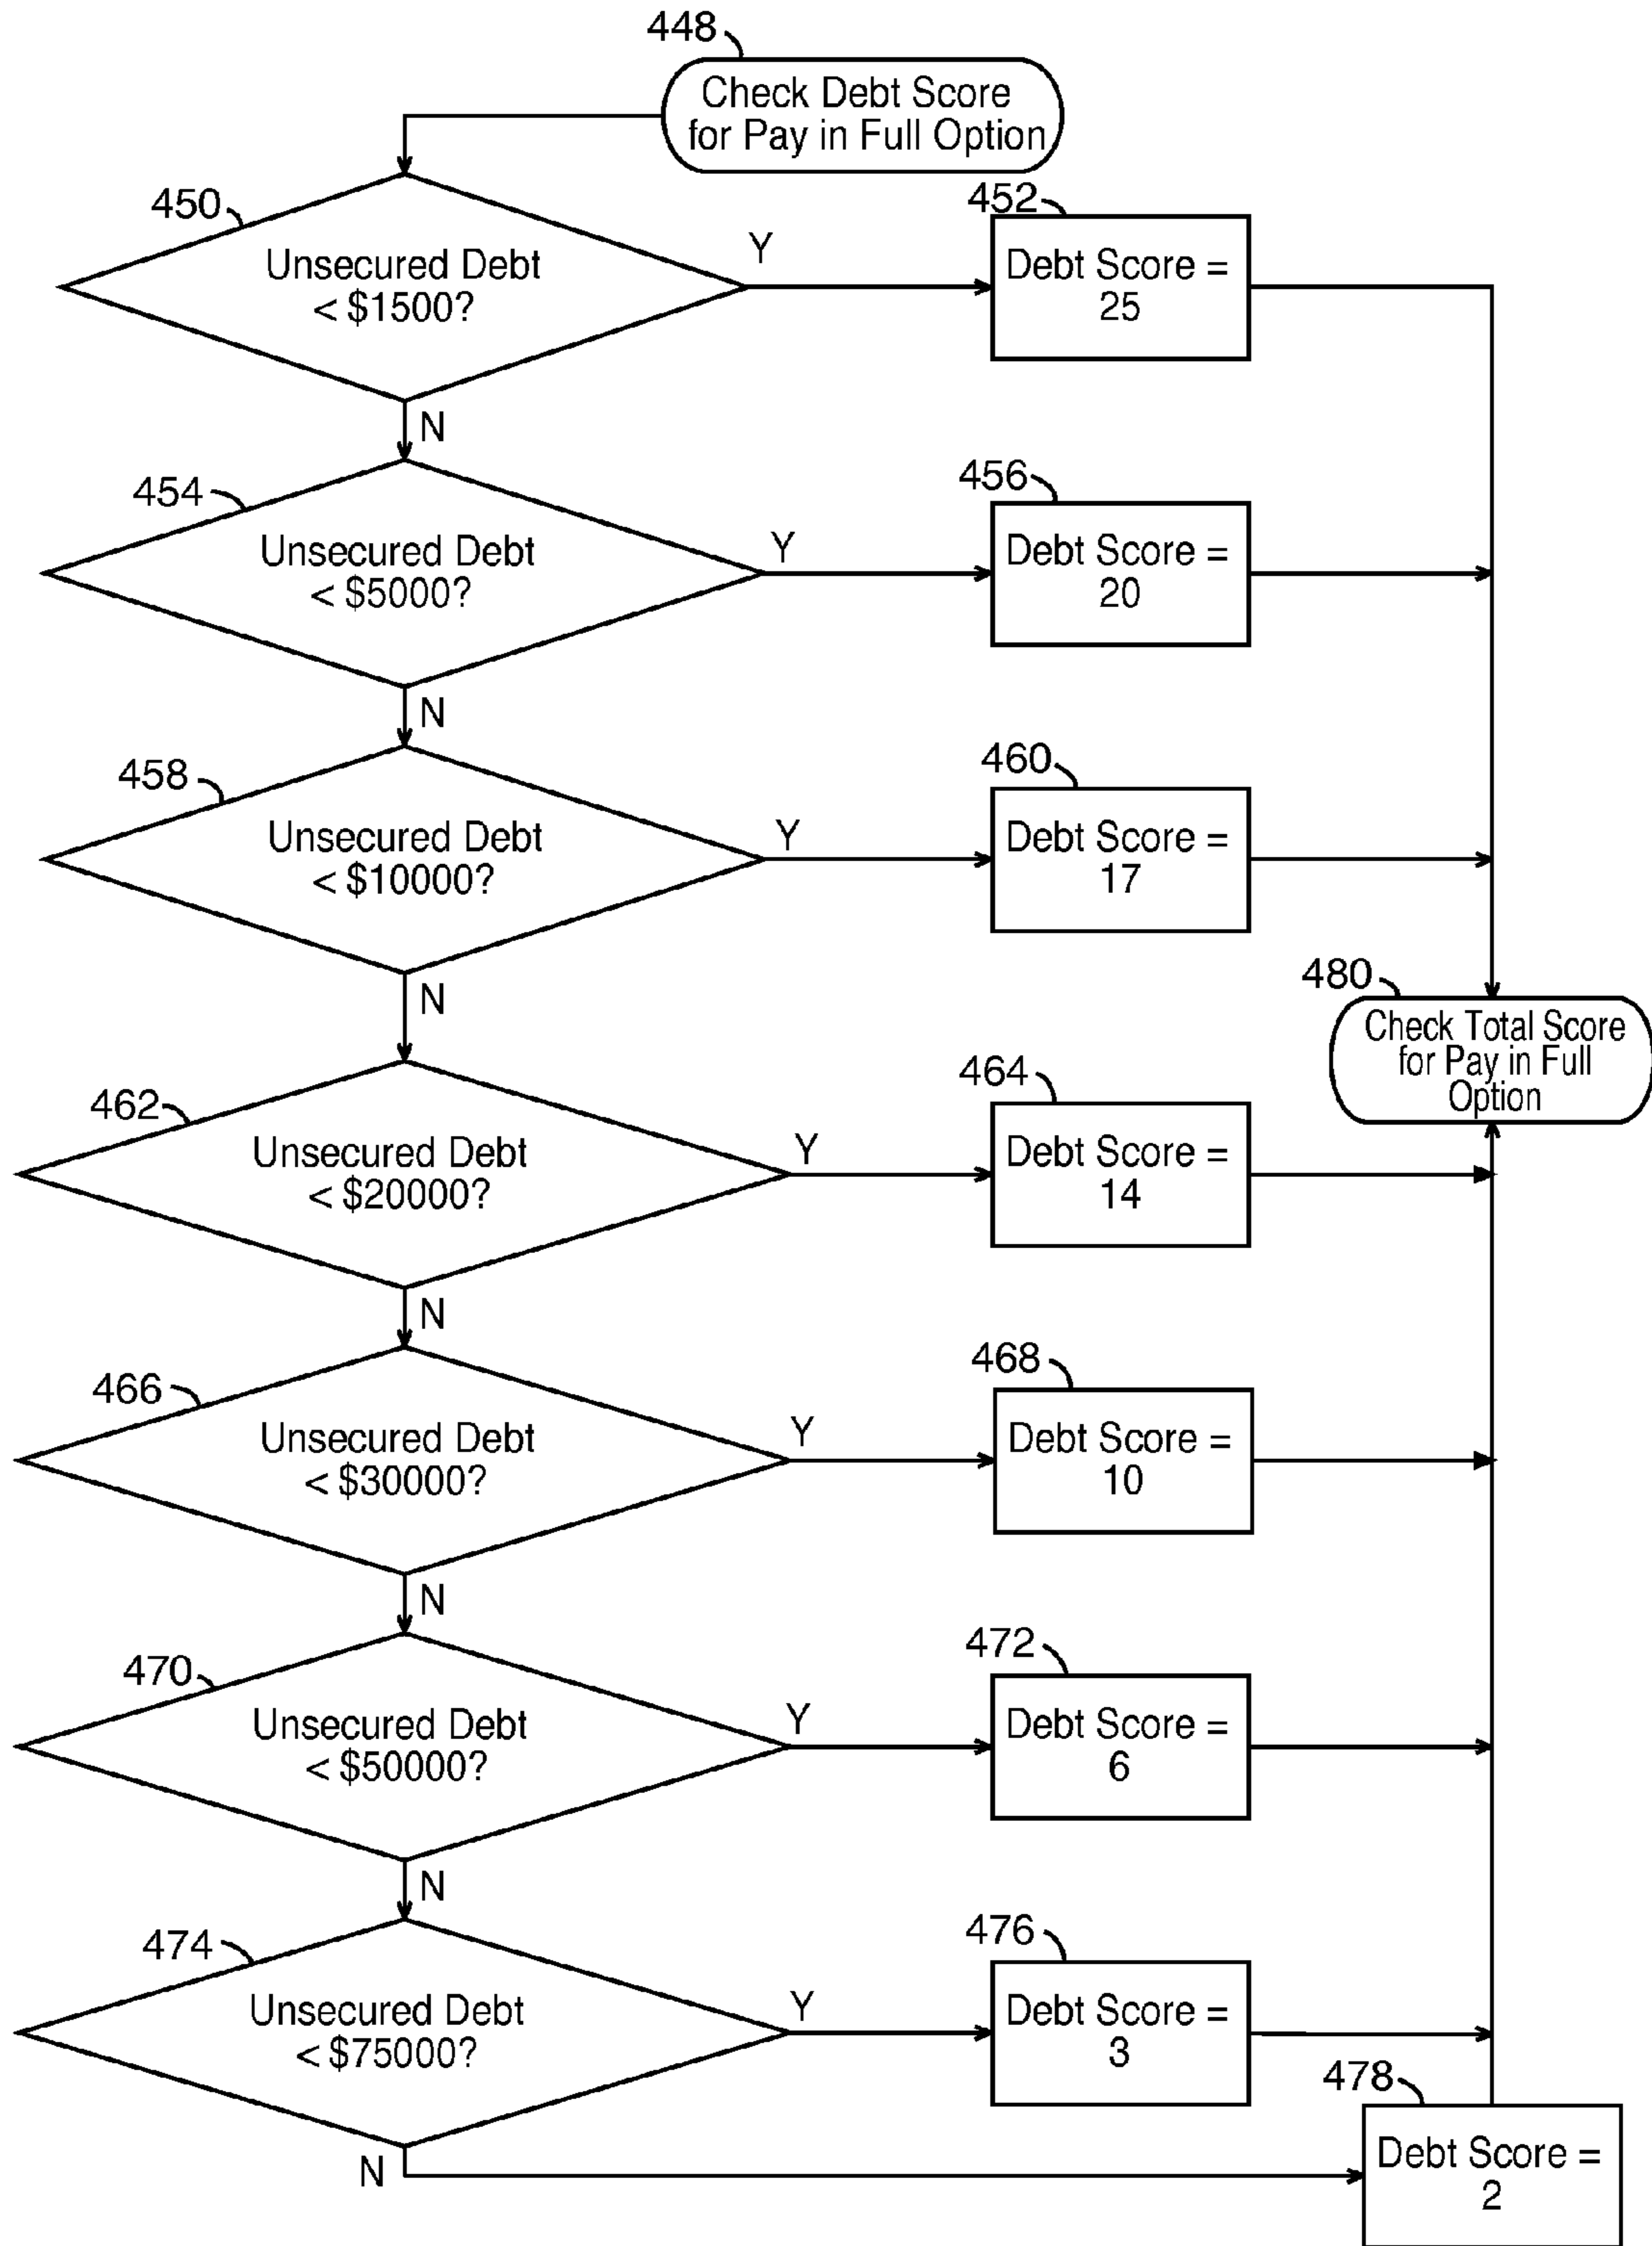 448
Check Debt Score
for Pay in Full Option
450
Unsecured Debt
< $1500?
Y
452
Debt Score =
25
N
454
Unsecured Debt
< $5000?
Y
456
Debt Score =
20
N
458
Unsecured Debt
< $10000?
Y
460
Debt Score =
17
N
480
Check Total Score
for Pay in Full
Option
462
Unsecured Debt
< $20000?
Y
464
Debt Score =
14
N
466
Unsecured Debt
< $30000?
Y
468
Debt Score =
10
N
470
Unsecured Debt
< $50000?
Y
472
Debt Score =
6
N
474
Unsecured Debt
< $75000?
Y
476
Debt Score =
3
N
478
Debt Score =
2